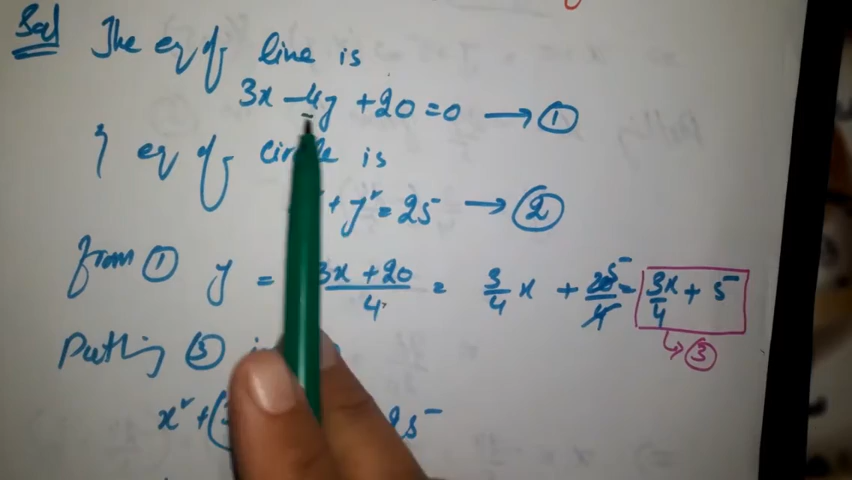 Sol The eq of line is
3x - 4y + 20 = 0 → ①
eq of circle is
+ y² = 25 → ②
from ① y = 3x + 20 / 4 = 3/4 x + 20/4 5 = 3x/4 + 5
→ ③
Putting ③ i
x² + ( 25